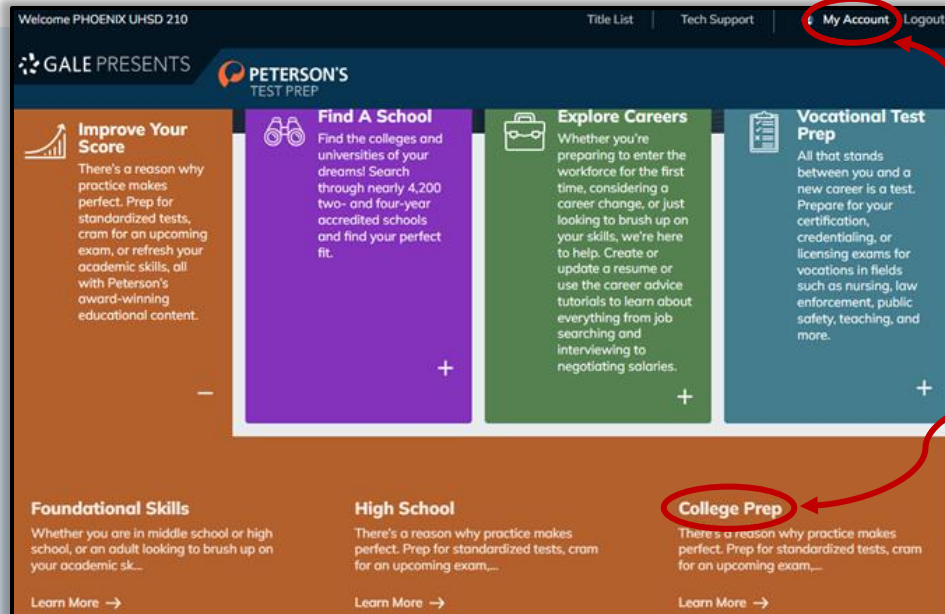 Welcome PHOENIX UHSD 210
Title List
Tech Support
My Account
Logout
GALE PRESENTS
PETERSON'S
TEST PREP
Improve Your
Score
There's a reason why
practice makes
perfect. Prep for
standardized tests,
cram for an upcoming
exam, or refresh your
academic skills, all
with Peterson's
award-winning
educational content.
Find A School
Find the colleges and
universities of your
dreams! Search
through nearly 4,200
two- and four-year
accredited schools
and find your perfect
fit.
Explore Careers
Whether you're
preparing to enter the
workforce for the first
time, considering a
career change, or just
looking to brush up on
your skills, we're here
to help. Create or
update a resume or
use the career advice
tutorials to learn about
everything from job
searching and
interviewing to
negotiating salaries.
Vocational Test
Prep
All that stands
between you and a
new career is a test.
Prepare for your
certification,
credentialing, or
licensing exams for
vocations in fields
such as nursing, law
enforcement, public
safety, teaching, and
more.
Foundational Skills
Whether you are in middle school or high
school, or an adult looking to brush up on
your academic sk...
Learn More →
High School
There's a reason why practice makes
perfect. Prep for standardized tests, cram
for an upcoming exam,...
Learn More →
College Prep
There's a reason why practice makes
perfect. Prep for standardized tests, cram
for an upcoming exam,...
Learn More →